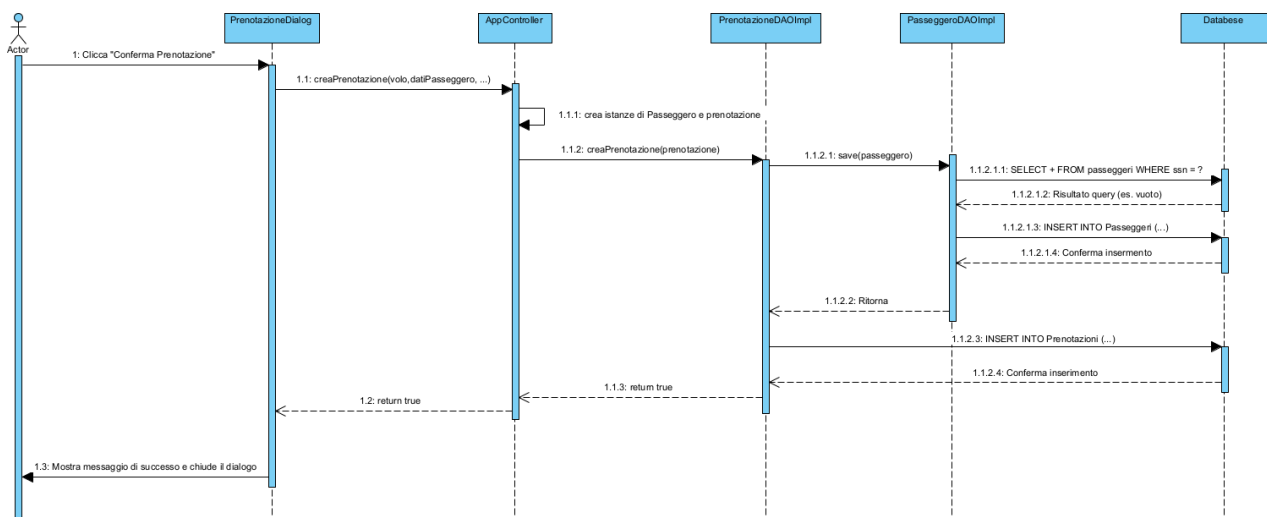 PrenotazioneDialog
AppController
PrenotazioneDAOImpl
PasseggeroDAOImpl
Databese
Actor
1: Clicca "Conferma Prenotazione"
1.1: creaPrenotazione(volo,datiPasseggero, ...)
1.1.1: crea istanze di Passeggero e prenotazione
1.1.2: creaPrenotazione(prenotazione)
1.1.2.1: save(passeggero)
1.1.2.1.1: SELECT + FROM passeggeri WHERE ssn = ?
1.1.2.1.2: Risultato query (es. vuoto)
1.1.2.1.3: INSERT INTO Passeggeri (...)
1.1.2.1.4: Conferma insermento
1.1.2.2: Ritorna
1.1.2.3: INSERT INTO Prenotazioni (...)
1.1.2.4: Conferma inserimento
1.1.3: return true
1.2: return true
1.3: Mostra messaggio di successo e chiude il dialogo